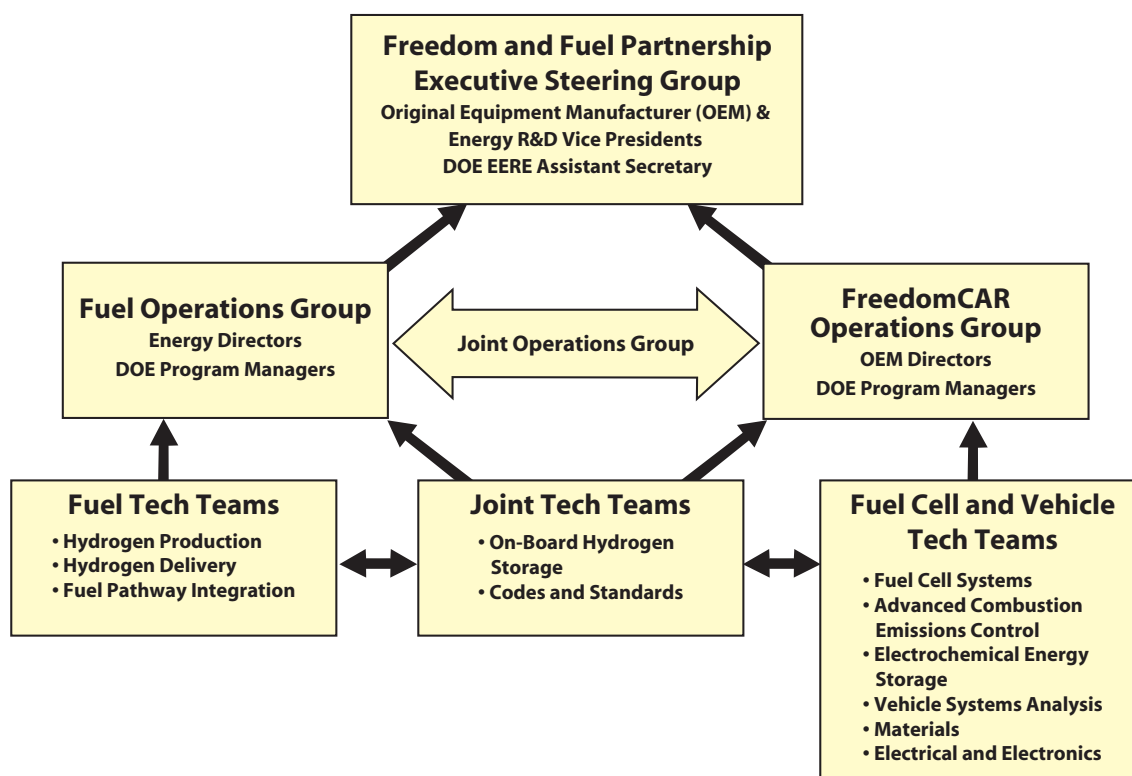 Freedom and Fuel Partnership
Executive Steering Group
Original Equipment Manufacturer (OEM) &
Energy R&D Vice Presidents
DOE EERE Assistant Secretary
Fuel Operations Group
Energy Directors
DOE Program Managers
Joint Operations Group
FreedomCAR
Operations Group
OEM Directors
DOE Program Managers
Fuel Tech Teams
• Hydrogen Production
• Hydrogen Delivery
• Fuel Pathway Integration
Joint Tech Teams
• On-Board Hydrogen
Storage
• Codes and Standards
Fuel Cell and Vehicle
Tech Teams
• Fuel Cell Systems
• Advanced Combustion
Emissions Control
• Electrochemical Energy
Storage
• Vehicle Systems Analysis
• Materials
• Electrical and Electronics